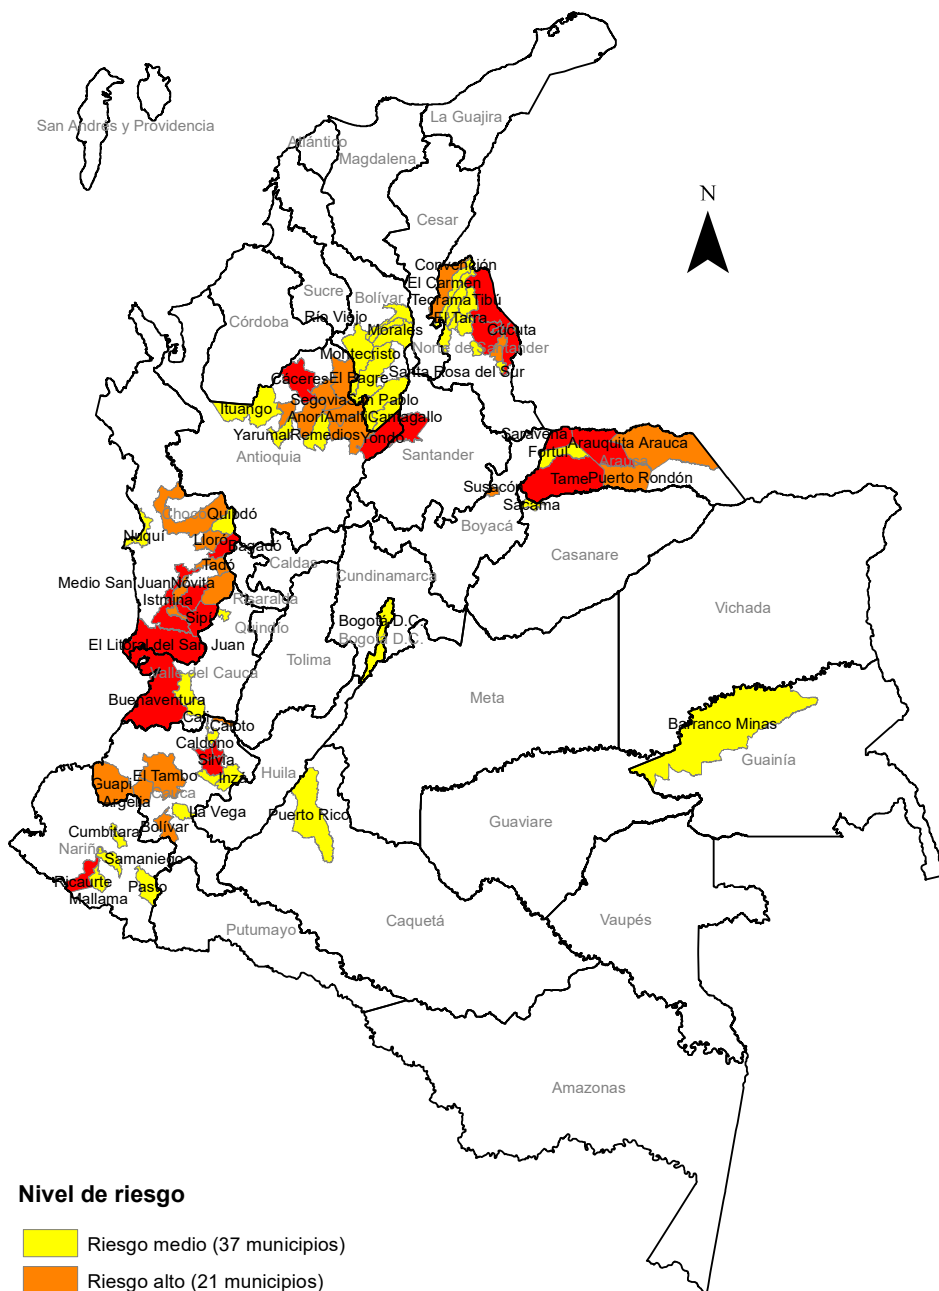 La Guajira
San Andrés y Providencia
Atlántico
Magdalena
N
Cesar
Convención
El Carmen
Sucre
Bolívar
Teorama
Tibú
Río Viejo
El Tarra
Córdoba
Morales
Cúcuta
Norte de Santander
Montecristo
Santa Rosa del Sur
Cáceres
El Bagre
Segovia
San Pablo
Ituango
Anorí
Amalfi
Cantagallo
Yarumal
Remedios
Yondó
Antioquia
Santander
Saravena
Arauquita
Arauca
Fortul
Arauca
Tame
Puerto Rondón
Susacón
Sácama
Chocó
Quibdó
Boyacá
Nuquí
Lloró
Bagadó
Casanare
Caldas
Tadó
Cundinamarca
Medio San Juan
Nóvita
Istmina
Risaralda
Vichada
Sipí
Quindio
Bogotá D.C.
Bogotá D.C.
El Litoral del San Juan
Tolima
Valle del Cauca
Meta
Buenaventura
Cali
Caloto
Barranco Minas
Caldono
Silvia
Guainía
El Tambo
Inzá
Huila
Guapi
Cauca
Argelia
La Vega
Puerto Rico
Guaviare
Bolívar
Cumbitara
Nariño
Samaniego
Ricaurte
Pasto
Mallama
Caquetá
Vaupés
Putumayo
Amazonas
Nivel de riesgo
Riesgo medio (37 municipios)
Riesgo alto (21 municipios)